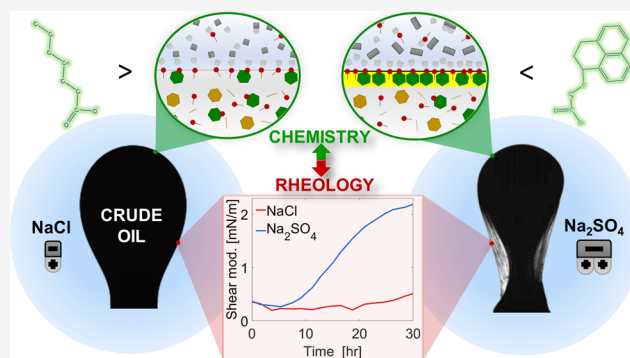 >
<
CHEMISTRY
RHEOLOGY
NaCl
CRUDE
OIL
Na₂SO₄
Shear mod. [mN/m]
2
1
0
NaCl
Na₂SO₄
0 10 20 30
Time [hr]